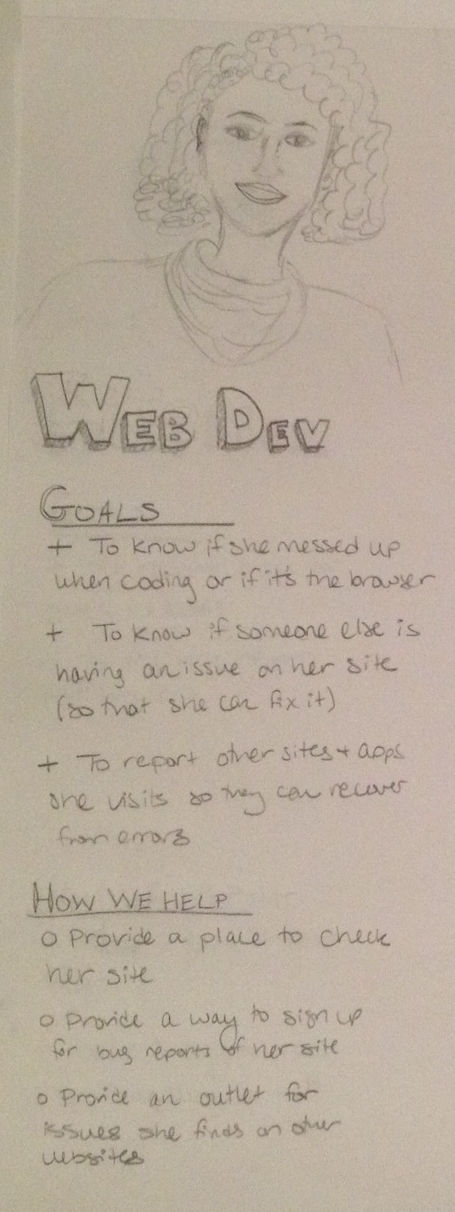 WEB DEV
GOALS
+ To know if she messed up
when coding or if it's the browser
+ To know if someone else is
having an issue on her site
(so that she can fix it)
+ To report other sites + apps
she visits so they can recover
from errors
HOW WE HELP
o Provide a place to check
her site
o Provide a way to sign up
for bug reports of her site
o Provide an outlet for
issues she finds on other
websites